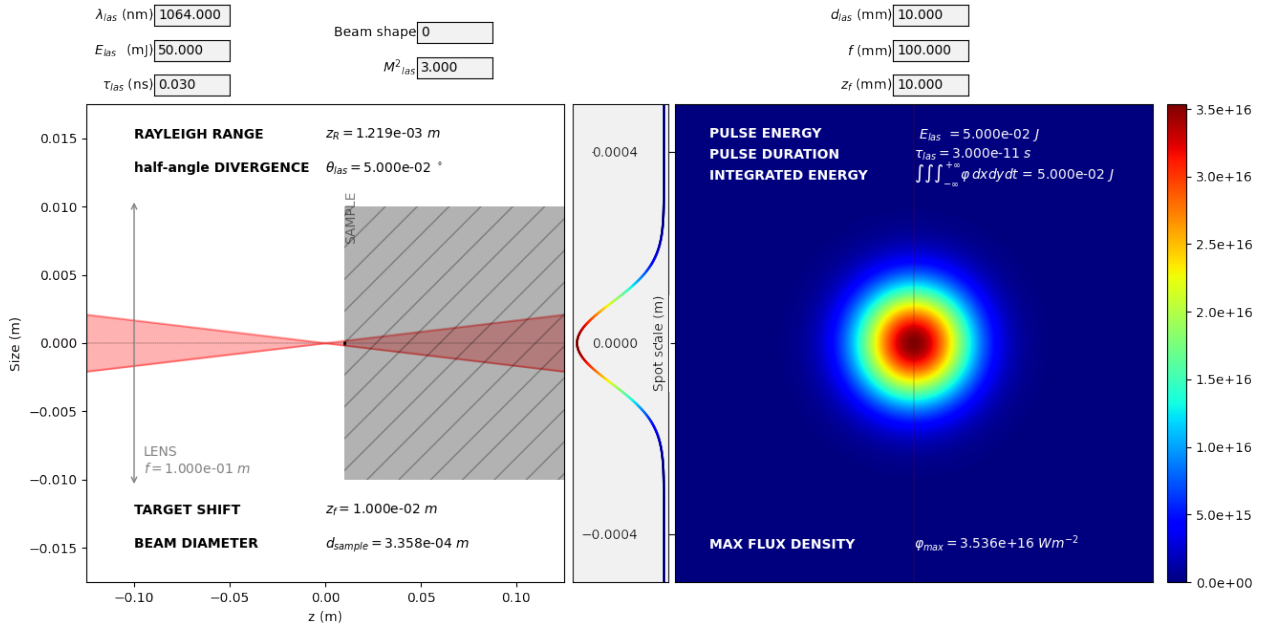 λlas (nm) 1064.000
Elas (mJ) 50.000
τlas (ns) 0.030
Beam shape 0
M²las 3.000
dlas (mm) 10.000
f (mm) 100.000
zf (mm) 10.000
RAYLEIGH RANGE zR = 1.219e-03 m
half-angle DIVERGENCE θlas = 5.000e-02 °
SAMPLE
LENS
f = 1.000e-01 m
TARGET SHIFT zf = 1.000e-02 m
BEAM DIAMETER dsample = 3.358e-04 m
Size (m)
0.015
0.010
0.005
0.000
−0.005
−0.010
−0.015
−0.10 −0.05 0.00 0.05 0.10
z (m)
0.0004
0.0000
−0.0004
Spot scale (m)
PULSE ENERGY Elas = 5.000e-02 J
PULSE DURATION τlas = 3.000e-11 s
INTEGRATED ENERGY ∫∫∫−∞+∞ φ dxdydt = 5.000e-02 J
MAX FLUX DENSITY φmax = 3.536e+16 Wm−2
3.5e+16
3.0e+16
2.5e+16
2.0e+16
1.5e+16
1.0e+16
5.0e+15
0.0e+00